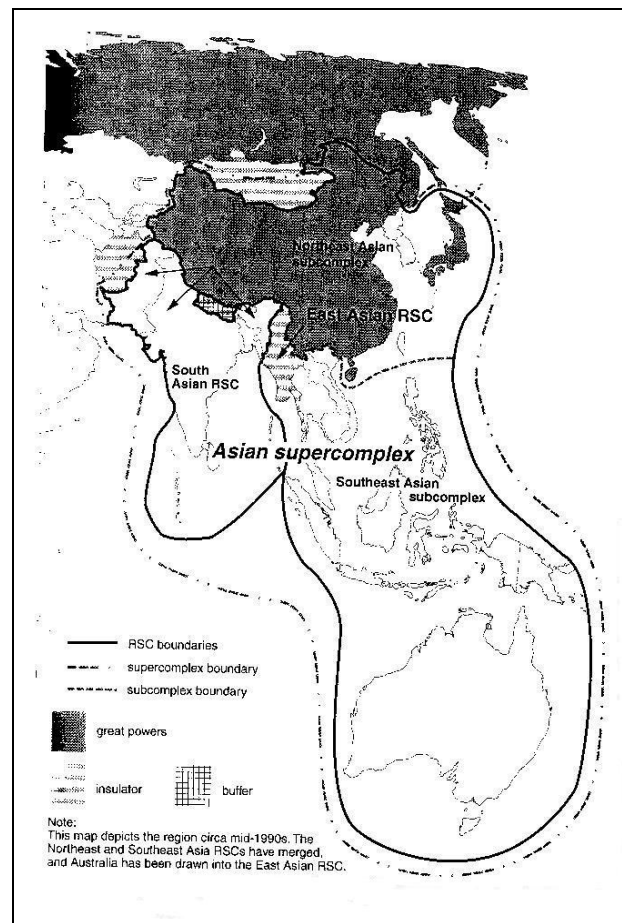 Northeast Asian
subcomplex
East Asian RSC
South
Asian RSC
Asian supercomplex
Southeast Asian
subcomplex
RSC boundaries
supercomplex boundary
subcomplex boundary
great powers
insulator
buffer
Note:
This map depicts the region circa mid-1990s. The
Northeast and Southeast Asia RSCs have merged,
and Australia has been drawn into the East Asian RSC.